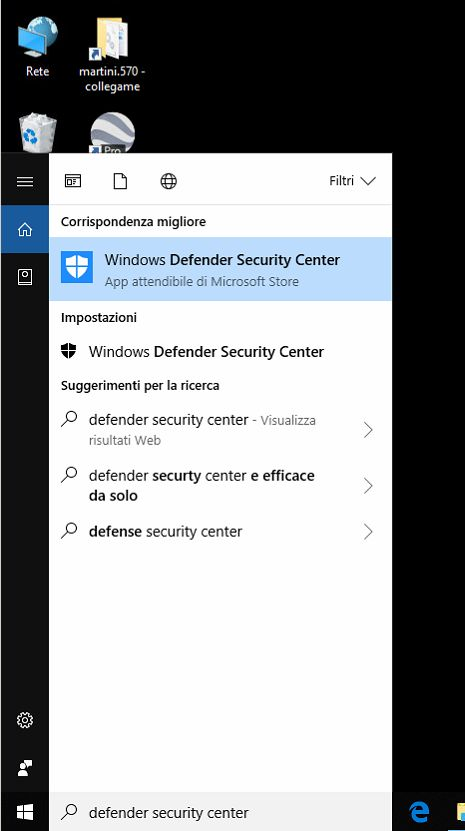 Rete
martini.570 -
collegame
Pro
Filtri
Corrispondenza migliore
Windows Defender Security Center
App attendibile di Microsoft Store
Impostazioni
Windows Defender Security Center
Suggerimenti per la ricerca
defender security center - Visualizza
risultati Web
defender securty center e efficace
da solo
defense security center
defender security center